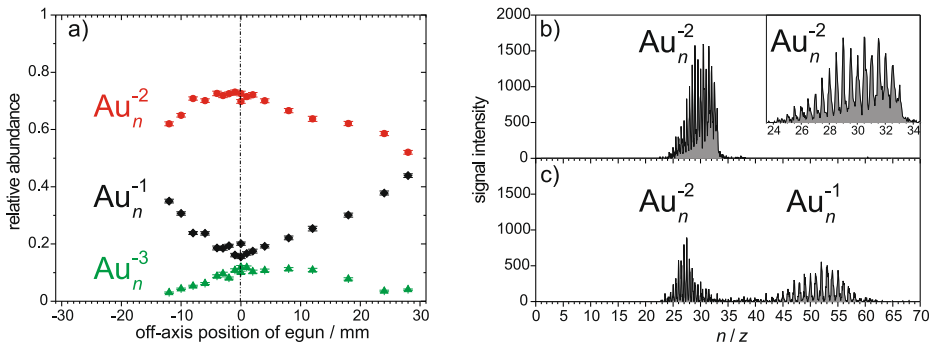 a)
relative abundance
1
0.8
0.6
0.4
0.2
0
Au_n^-2
Au_n^-1
Au_n^-3
-30 -20 -10 0 10 20 30
off-axis position of egun / mm
b)
signal intensity
2000
1500
1000
500
0
Au_n^-2
Au_n^-2
24 26 28 30 32 34
c)
1500
1000
500
0
Au_n^-2
Au_n^-1
0 5 10 15 20 25 30 35 40 45 50 55 60 65 70
n / z